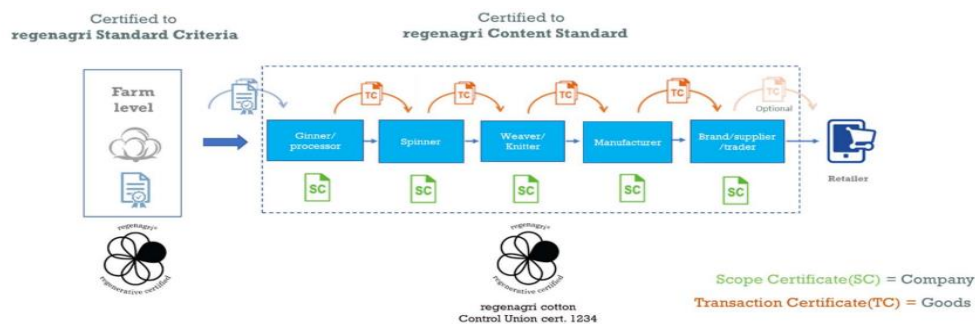 Certified to
regenagri Standard Criteria
Certified to
regenagri Content Standard
Farm
level
TC
TC
TC
TC
TC
Optional
Ginner/
processor
Spinner
Weaver/
Knitter
Manufacturer
Brand/supplier
/trader
Retailer
SC
SC
SC
SC
SC
regenagri®
regenerative certified
regenagri®
regenerative certified
regenagri cotton
Control Union cert. 1234
Scope Certificate(SC) = Company
Transaction Certificate(TC) = Goods